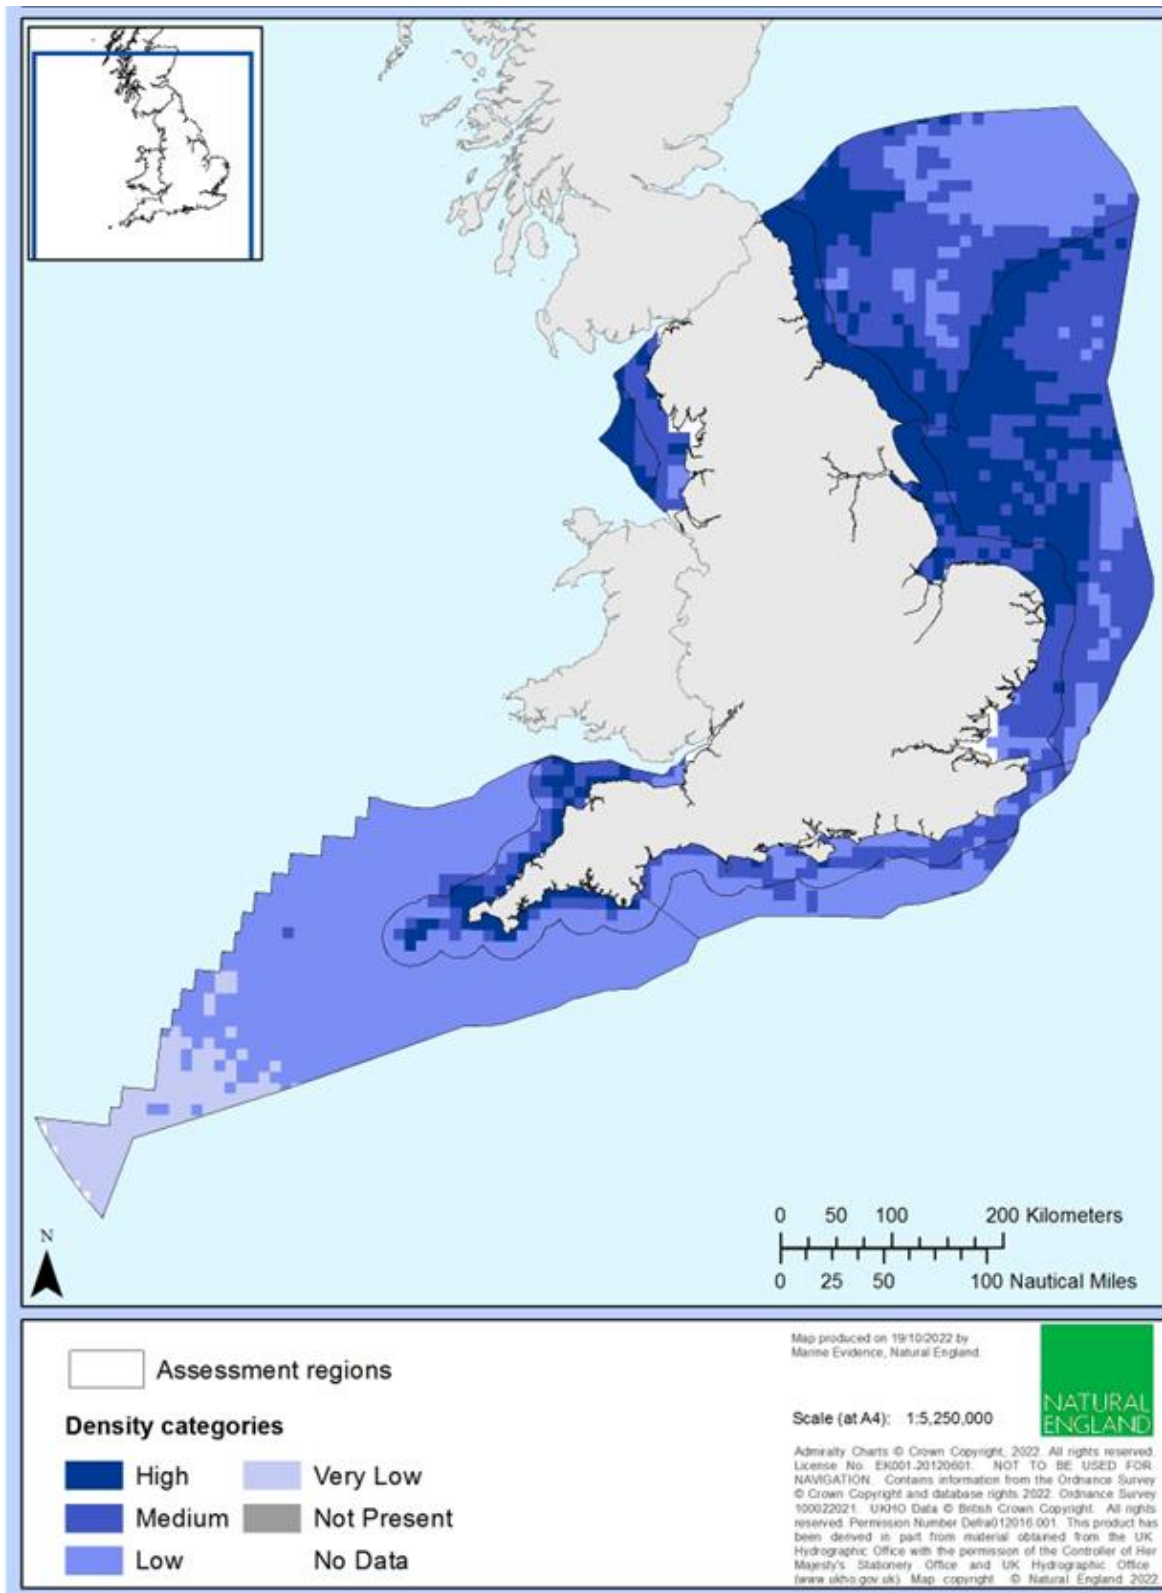 N
0 50 100 200 Kilometers
0 25 50 100 Nautical Miles
Assessment regions
Density categories
High
Medium
Low
Very Low
Not Present
No Data
Map produced on 19/10/2022 by
Marine Evidence, Natural England.
Scale (at A4): 1:5,250,000
NATURAL
ENGLAND
Admiralty Charts © Crown Copyright, 2022. All rights reserved.
License No. EK001-20120601. NOT TO BE USED FOR
NAVIGATION. Contains information from the Ordnance Survey
© Crown Copyright and database rights 2022. Ordnance Survey
100022021. UKHO Data © British Crown Copyright. All rights
reserved. Permission Number Defra012016.001. This product has
been derived in part from material obtained from the UK
Hydrographic Office with the permission of the Controller of Her
Majesty's Stationery Office and UK Hydrographic Office
(www.ukho.gov.uk). Map copyright © Natural England 2022